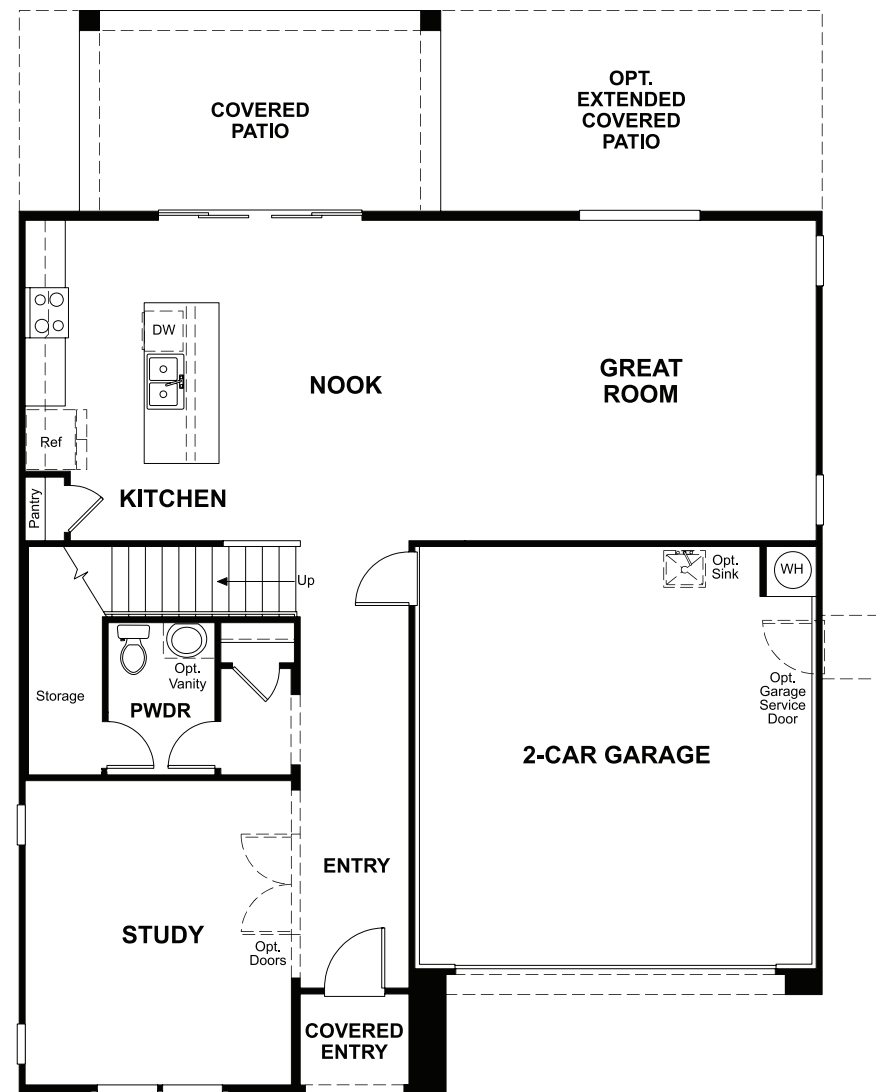 COVERED
PATIO
OPT.
EXTENDED
COVERED
PATIO
DW
NOOK
GREAT
ROOM
Ref
Pantry
KITCHEN
Up
Opt.
Sink
WH
Opt.
Vanity
Storage
PWDR
Opt.
Garage
Service
Door
2-CAR GARAGE
ENTRY
STUDY
Opt.
Doors
COVERED
ENTRY